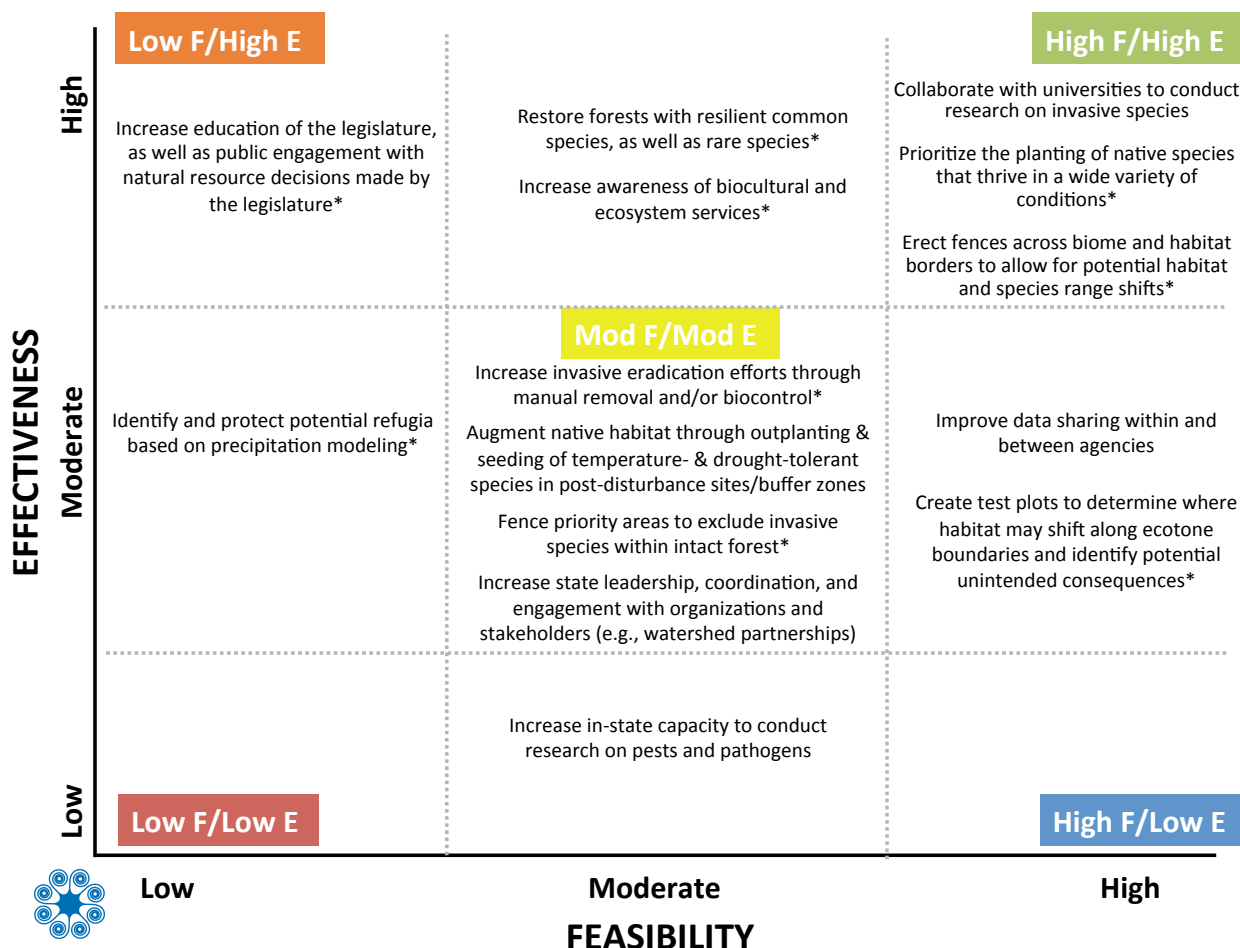 Low F/High E
High F/High E
High
Increase education of the legislature,
as well as public engagement with
natural resource decisions made by
the legislature*
Restore forests with resilient common
species, as well as rare species*
Increase awareness of biocultural and
ecosystem services*
Collaborate with universities to conduct
research on invasive species
Prioritize the planting of native species
that thrive in a wide variety of
conditions*
Erect fences across biome and habitat
borders to allow for potential habitat
and species range shifts*
EFFECTIVENESS
Moderate
Identify and protect potential refugia
based on precipitation modeling*
Mod F/Mod E
Increase invasive eradication efforts through
manual removal and/or biocontrol*
Augment native habitat through outplanting &
seeding of temperature- & drought-tolerant
species in post-disturbance sites/buffer zones
Fence priority areas to exclude invasive
species within intact forest*
Increase state leadership, coordination, and
engagement with organizations and
stakeholders (e.g., watershed partnerships)
Improve data sharing within and
between agencies
Create test plots to determine where
habitat may shift along ecotone
boundaries and identify potential
unintended consequences*
Low
Increase in-state capacity to conduct
research on pests and pathogens
Low F/Low E
High F/Low E
Low
Moderate
High
FEASIBILITY